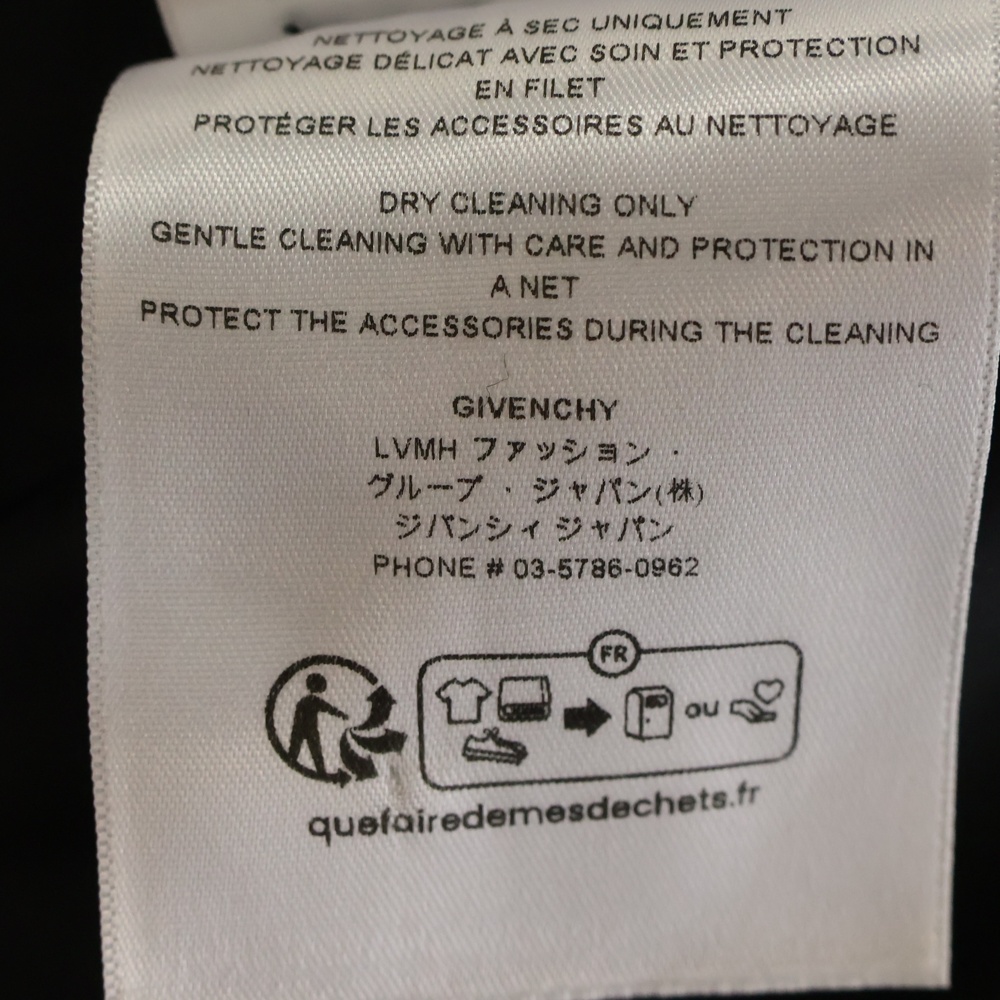 NETTOYAGE À SEC UNIQUEMENT
NETTOYAGE DÉLICAT AVEC SOIN ET PROTECTION
EN FILET
PROTÉGER LES ACCESSOIRES AU NETTOYAGE
DRY CLEANING ONLY
GENTLE CLEANING WITH CARE AND PROTECTION IN
A NET
PROTECT THE ACCESSORIES DURING THE CLEANING
GIVENCHY
LVMH ファッション ·
グループ · ジャパン(株)
ジバンシィ ジャパン
PHONE # 03-5786-0962
FR
ou
quefairedemesdechets.fr